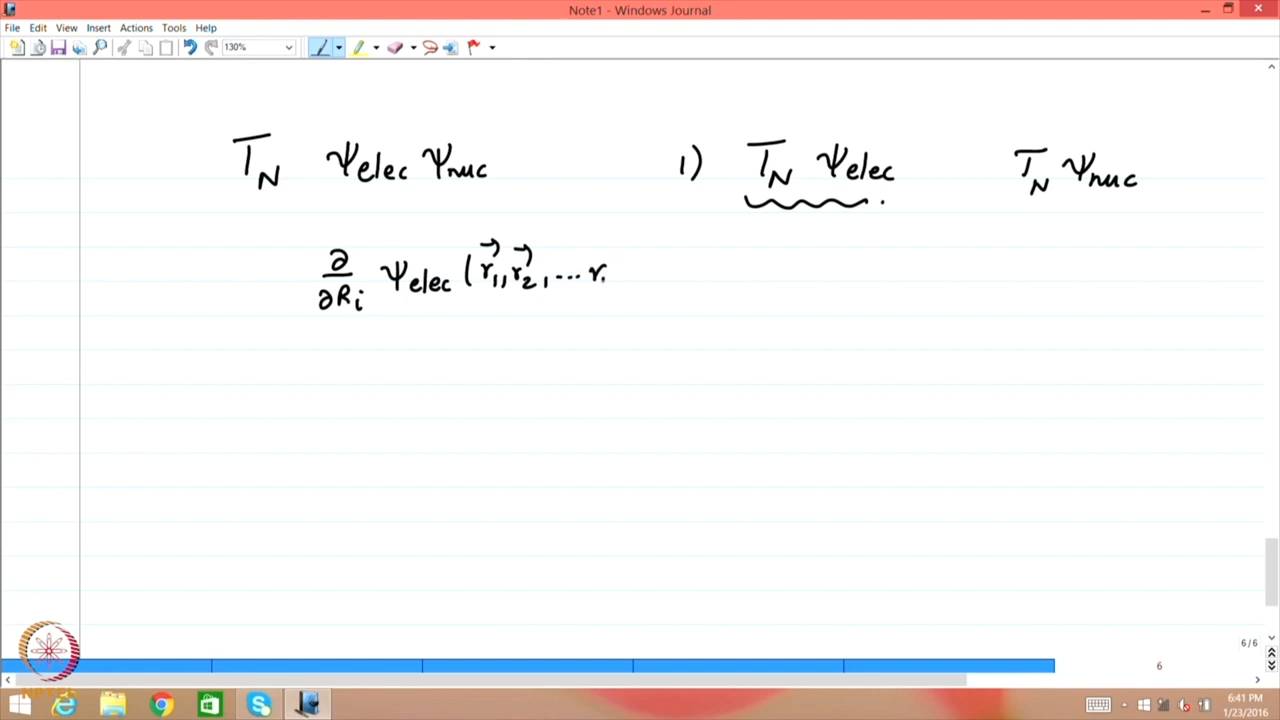 Note1 - Windows Journal
File Edit View Insert Actions Tools Help
130%
T_N ψ_elec ψ_nuc 1) T_N ψ_elec T_N ψ_nuc
∂/∂R_i ψ_elec (r⃗_1, r⃗_2, ... r
6/6
6
NPTEL
6:41 PM
1/23/2016